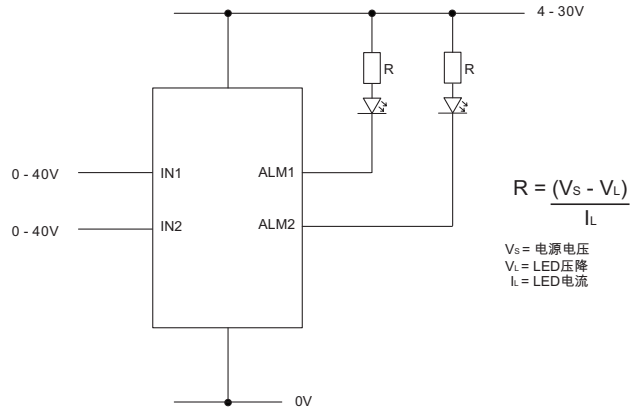 4 - 30V
R
R
0 - 40V
IN1
ALM1
0 - 40V
IN2
ALM2
R = (Vs - VL)
IL
Vs = 电源电压
VL = LED压降
IL = LED电流
0V